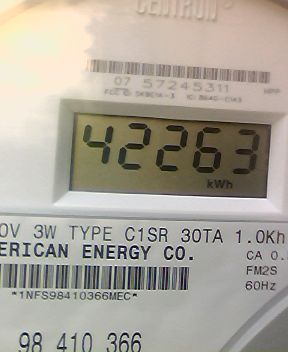 CENTRON
07 57245311
HPP
42263
kWh
0V 3W TYPE C1SR 30TA 1.0Kh
ERICAN ENERGY CO.
CA 0.
FM2S
60Hz
*1NFS98410366MEC*
98 410 366